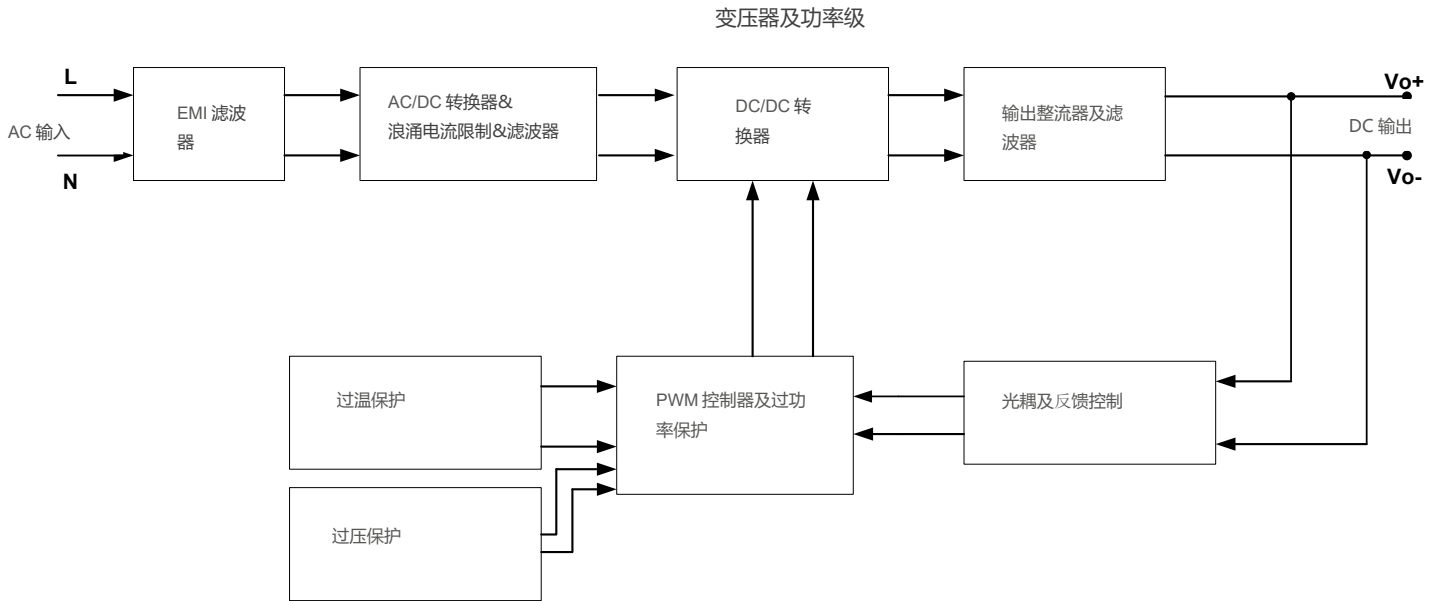 变压器及功率级
L
AC 输入
N
EMI 滤波
器
AC/DC 转换器&
浪涌电流限制&滤波器
DC/DC 转
换器
输出整流器及滤
波器
Vo+
DC 输出
Vo-
过温保护
PWM 控制器及过功
率保护
光耦及反馈控制
过压保护